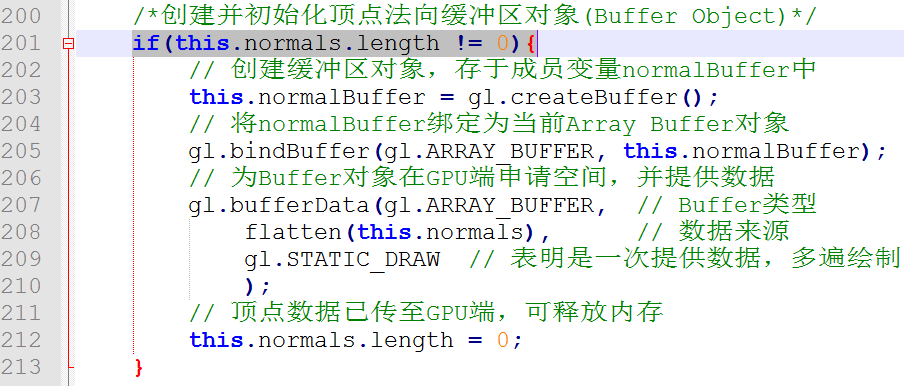 200 /*创建并初始化顶点法向缓冲区对象(Buffer Object)*/
201 if(this.normals.length != 0){
202 // 创建缓冲区对象，存于成员变量normalBuffer中
203 this.normalBuffer = gl.createBuffer();
204 // 将normalBuffer绑定为当前Array Buffer对象
205 gl.bindBuffer(gl.ARRAY_BUFFER, this.normalBuffer);
206 // 为Buffer对象在GPU端申请空间，并提供数据
207 gl.bufferData(gl.ARRAY_BUFFER, // Buffer类型
208 flatten(this.normals), // 数据来源
209 gl.STATIC_DRAW // 表明是一次提供数据，多遍绘制
210 );
211 // 顶点数据已传至GPU端，可释放内存
212 this.normals.length = 0;
213 }